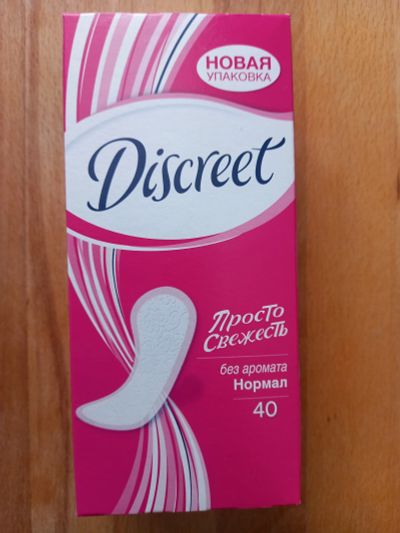 НОВАЯ
УПАКОВКА
Discreet
Просто
Свежесть
без аромата
Нормал
40